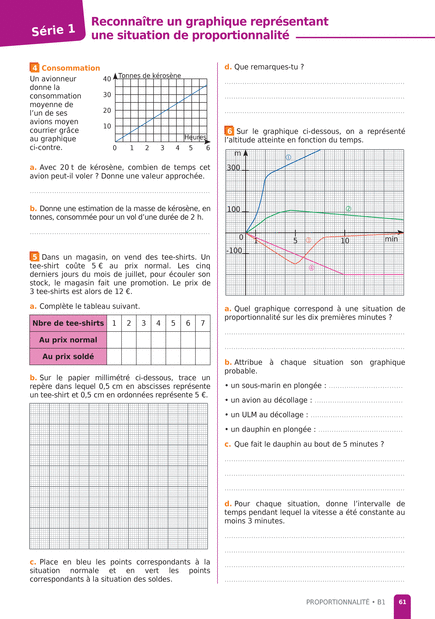 Série 1
Reconnaître un graphique représentant
une situation de proportionnalité
4 Consommation
Un avionneur
donne la
consommation
moyenne de
l'un de ses
avions moyen
courrier grâce
au graphique
ci-contre.
Tonnes de kérosène
40
30
20
10
Heures
0 1 2 3 4 5 6
a. Avec 20 t de kérosène, combien de temps cet
avion peut-il voler ? Donne une valeur approchée.
b. Donne une estimation de la masse de kérosène, en
tonnes, consommée pour un vol d'une durée de 2 h.
5 Dans un magasin, on vend des tee-shirts. Un
tee-shirt coûte 5 € au prix normal. Les cinq
derniers jours du mois de juillet, pour écouler son
stock, le magasin fait une promotion. Le prix de
3 tee-shirts est alors de 12 €.
a. Complète le tableau suivant.
Nbre de tee-shirts 1 2 3 4 5 6 7
Au prix normal
Au prix soldé
b. Sur le papier millimétré ci-dessous, trace un
repère dans lequel 0,5 cm en abscisses représente
un tee-shirt et 0,5 cm en ordonnées représente 5 €.
c. Place en bleu les points correspondants à la
situation normale et en vert les points
correspondants à la situation des soldes.
d. Que remarques-tu ?
6 Sur le graphique ci-dessous, on a représenté
l'altitude atteinte en fonction du temps.
m
300
100
0
-100
1 5 10 min
①
②
③
④
a. Quel graphique correspond à une situation de
proportionnalité sur les dix premières minutes ?
b. Attribue à chaque situation son graphique
probable.
• un sous-marin en plongée :
• un avion au décollage :
• un ULM au décollage :
• un dauphin en plongée :
c. Que fait le dauphin au bout de 5 minutes ?
d. Pour chaque situation, donne l'intervalle de
temps pendant lequel la vitesse a été constante au
moins 3 minutes.
PROPORTIONNALITÉ • B1 61